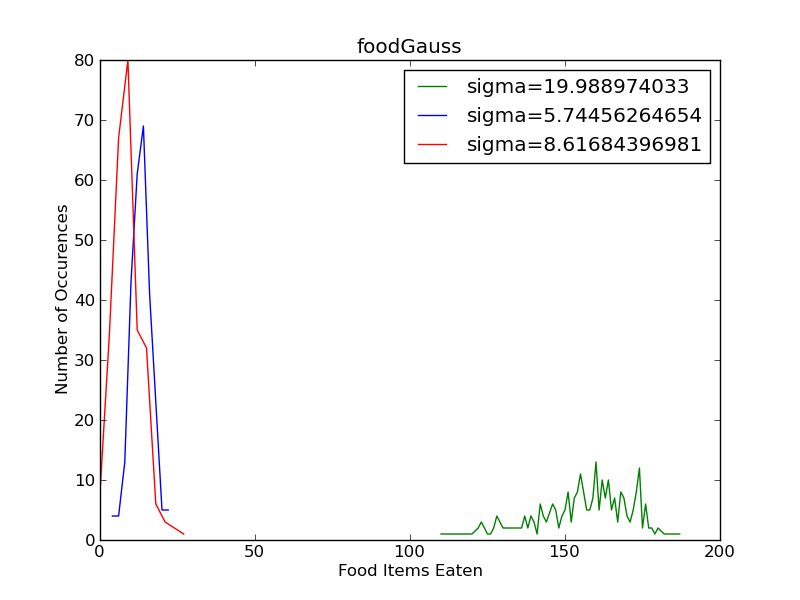 foodGauss
sigma=19.988974033
sigma=5.74456264654
sigma=8.61684396981
80
70
60
50
40
30
20
10
0
Number of Occurences
0 50 100 150 200
Food Items Eaten